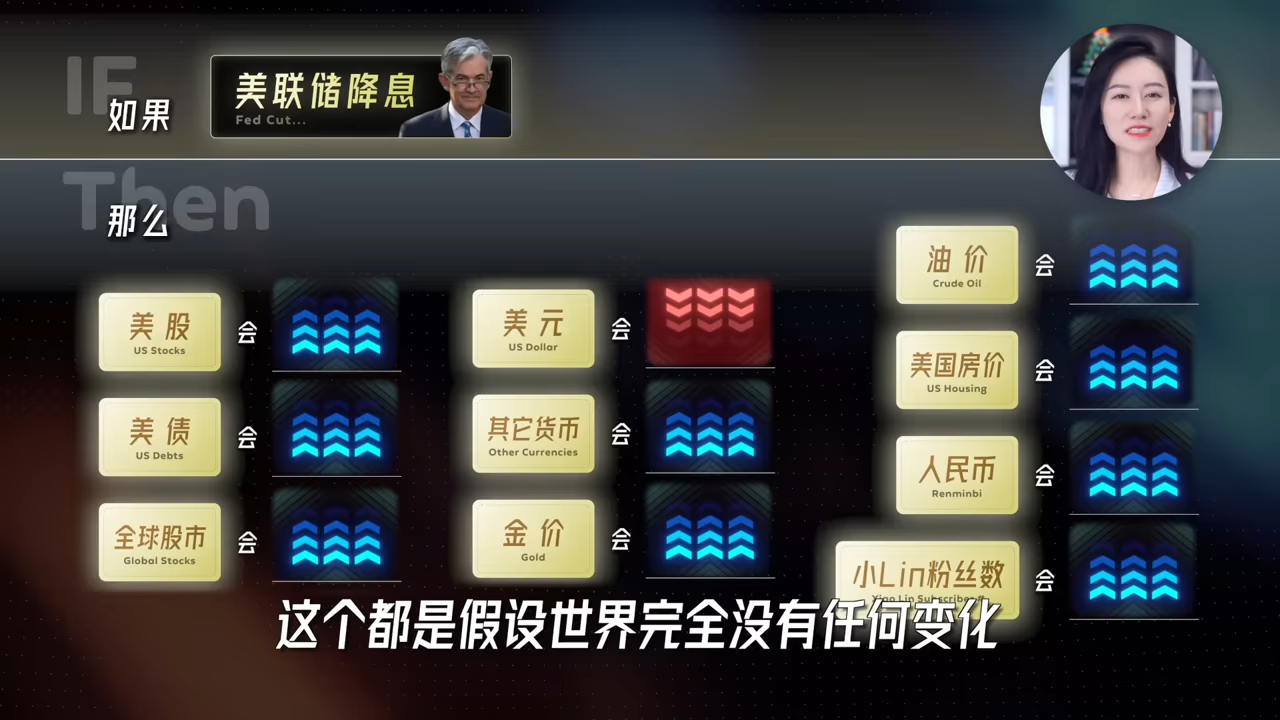 IF
如果
美联储降息
Fed Cut...
Then
那么
美股
US Stocks
会
美债
US Debts
会
全球股市
Global Stocks
会
美元
US Dollar
会
其它货币
Other Currencies
会
金价
Gold
会
油价
Crude Oil
会
美国房价
US Housing
会
人民币
Renminbi
会
小Lin粉丝数
Xiao Lin Subscriber #
会
这个都是假设世界完全没有任何变化